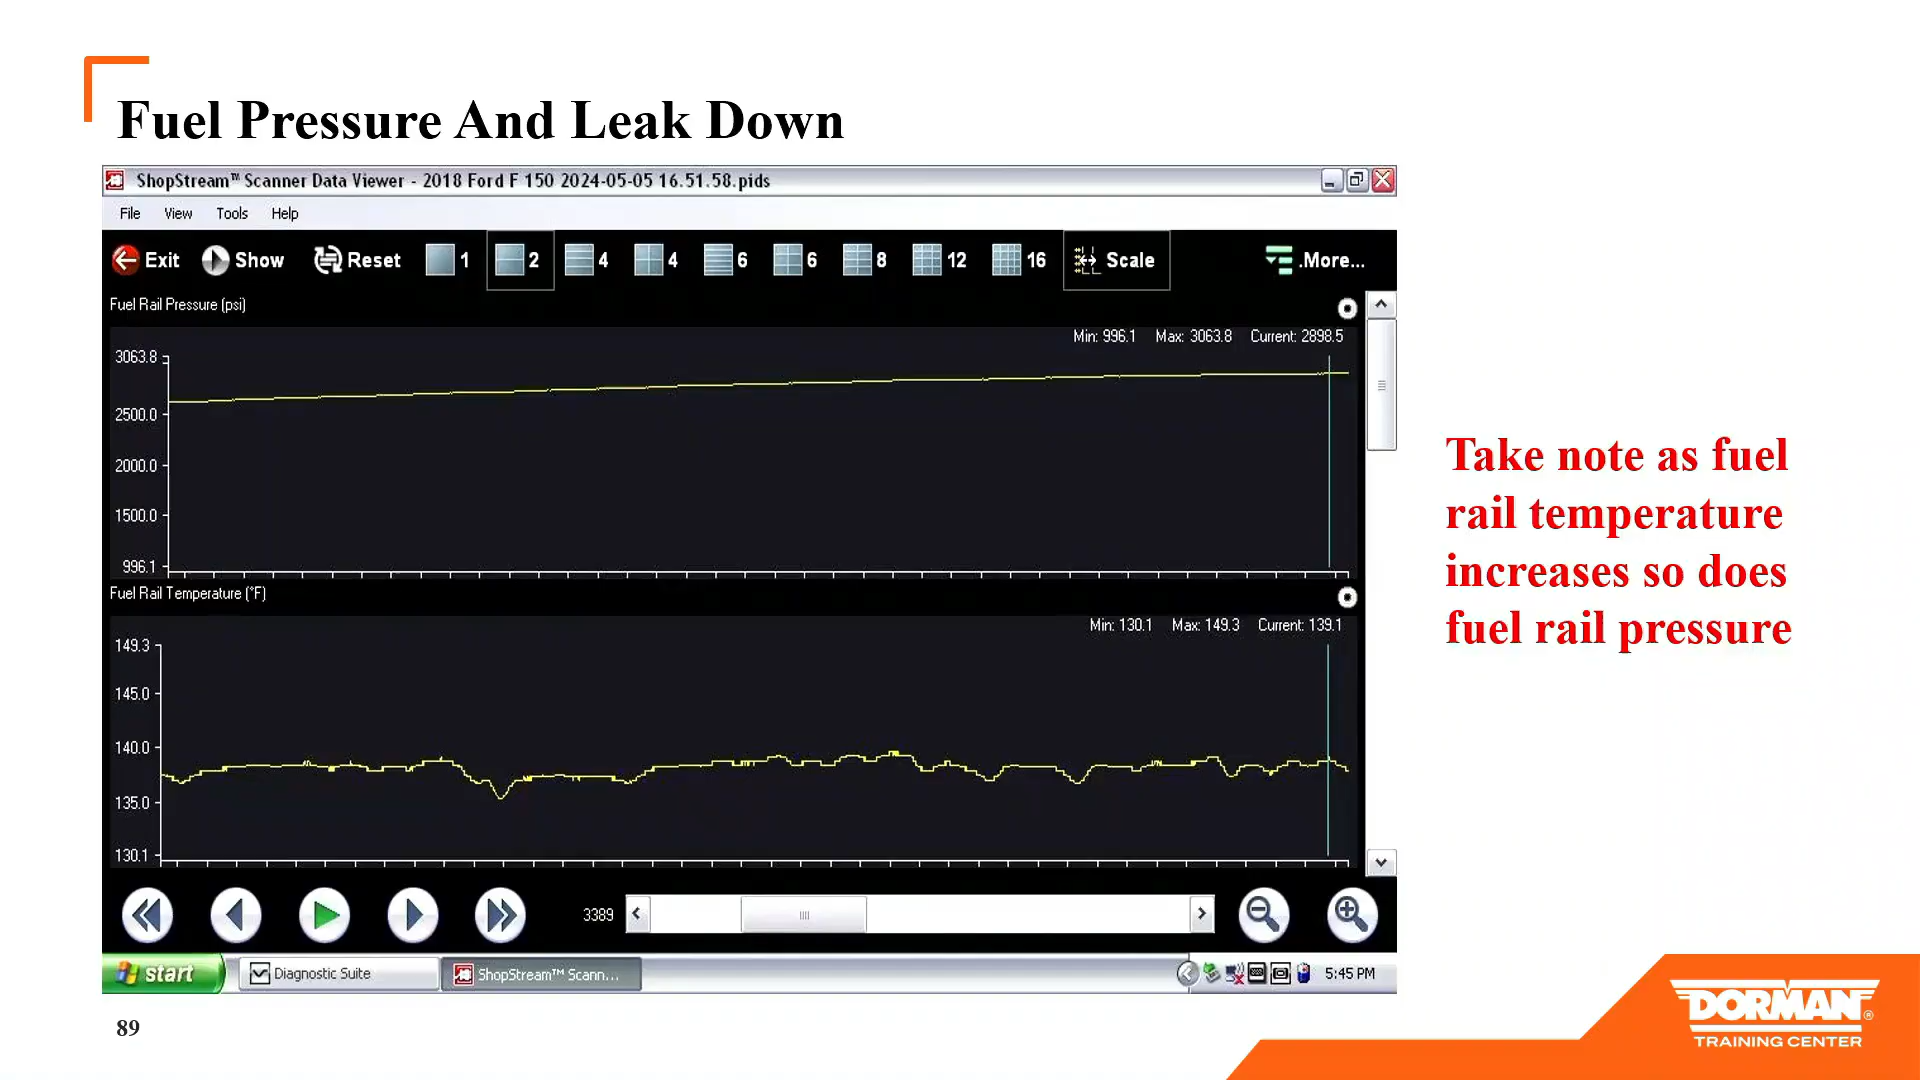 Fuel Pressure And Leak Down
ShopStream™ Scanner Data Viewer - 2018 Ford F 150 2024-05-05 16.51.58.pids
File View Tools Help
Exit Show Reset 1 2 4 4 6 6 8 12 16 Scale .More...
Fuel Rail Pressure (psi)
Min: 996.1 Max: 3063.8 Current: 2898.5
3063.8
2500.0
2000.0
1500.0
996.1
Fuel Rail Temperature (°F)
Min: 130.1 Max: 149.3 Current: 139.1
149.3
145.0
140.0
135.0
130.1
3389
start Diagnostic Suite ShopStream™ Scann... 5:45 PM
Take note as fuel
rail temperature
increases so does
fuel rail pressure
89
DORMAN®
TRAINING CENTER